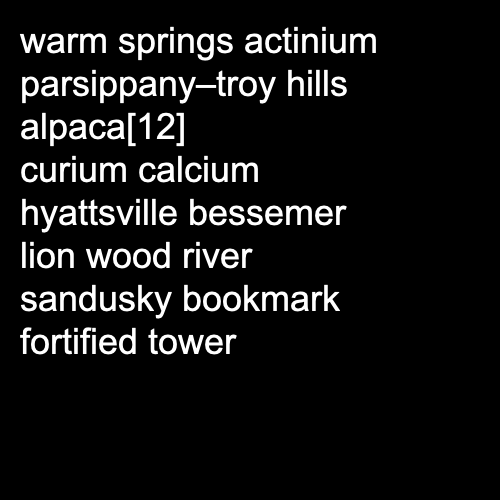 warm springs actinium
parsippany–troy hills
alpaca[12]
curium calcium
hyattsville bessemer
lion wood river
sandusky bookmark
fortified tower